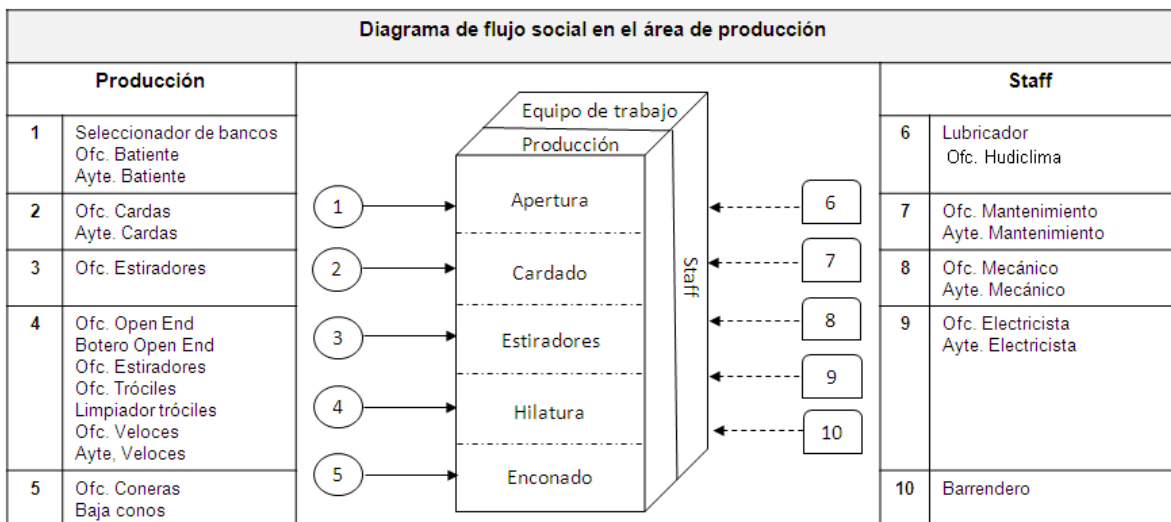 Diagrama de flujo social en el área de producción
Producción
1
Seleccionador de bancos
Ofc. Batiente
Ayte. Batiente
2
Ofc. Cardas
Ayte. Cardas
3
Ofc. Estiradores
4
Ofc. Open End
Botero Open End
Ofc. Estiradores
Ofc. Tróciles
Limpiador tróciles
Ofc. Veloces
Ayte, Veloces
5
Ofc. Coneras
Baja conos
Equipo de trabajo
Producción
Staff
1
Apertura
2
Cardado
3
Estiradores
4
Hilatura
5
Enconado
6
7
8
9
10
Staff
6
Lubricador
Ofc. Hudiclima
7
Ofc. Mantenimiento
Ayte. Mantenimiento
8
Ofc. Mecánico
Ayte. Mecánico
9
Ofc. Electricista
Ayte. Electricista
10
Barrendero